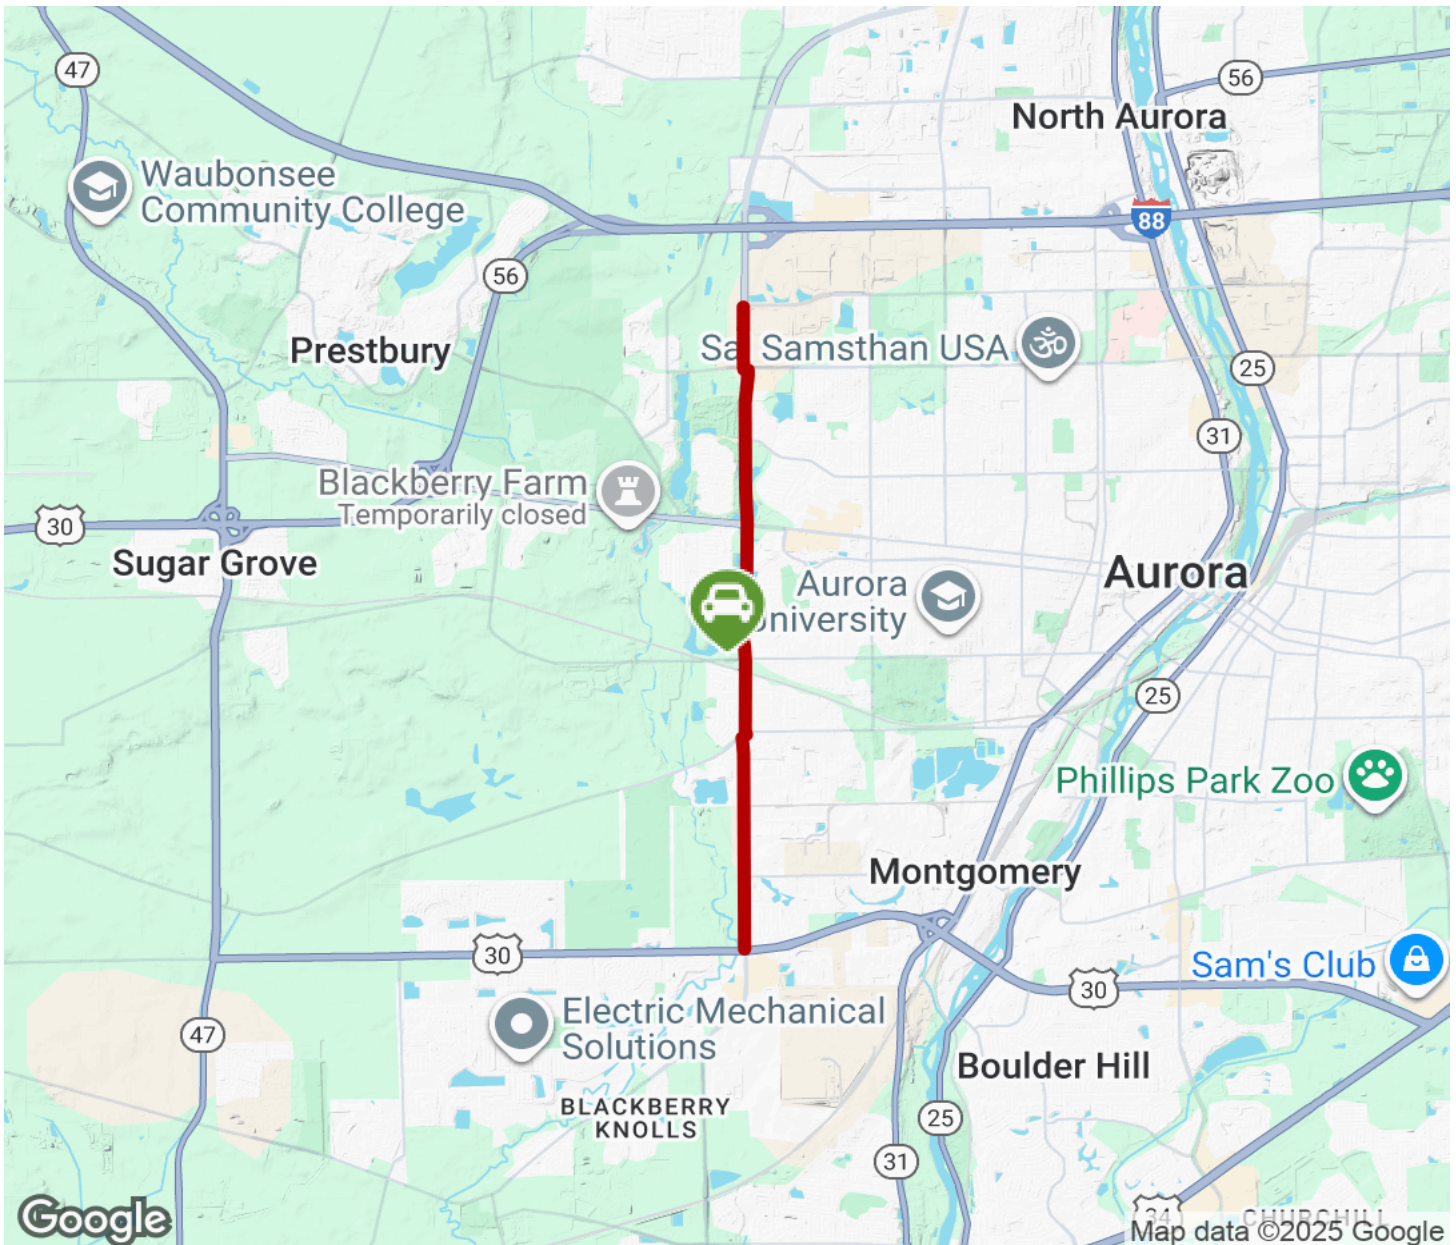 47
56
North Aurora
Waubonsee
Community College
88
56
Prestbury
Sa
Samsthan USA
25
31
Blackberry Farm
Temporarily closed
30
Sugar Grove
Aurora
Aurora
niversity
25
Phillips Park Zoo
Montgomery
30
Sam's Club
30
47
Electric Mechanical
Solutions
Boulder Hill
BLACKBERRY
KNOLLS
25
31
34
CHURCHILL
Google
Map data ©2025 Google